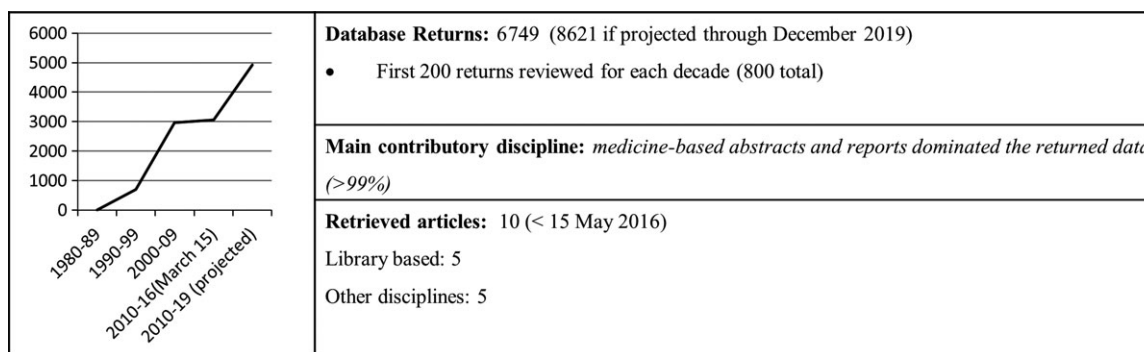 6000
5000
4000
3000
2000
1000
0
1980-89
1990-99
2000-09
2010-16(March 15)
2010-19 (projected)
Database Returns: 6749 (8621 if projected through December 2019)
• First 200 returns reviewed for each decade (800 total)
Main contributory discipline: medicine-based abstracts and reports dominated the returned data
(>99%)
Retrieved articles: 10 (< 15 May 2016)
Library based: 5
Other disciplines: 5